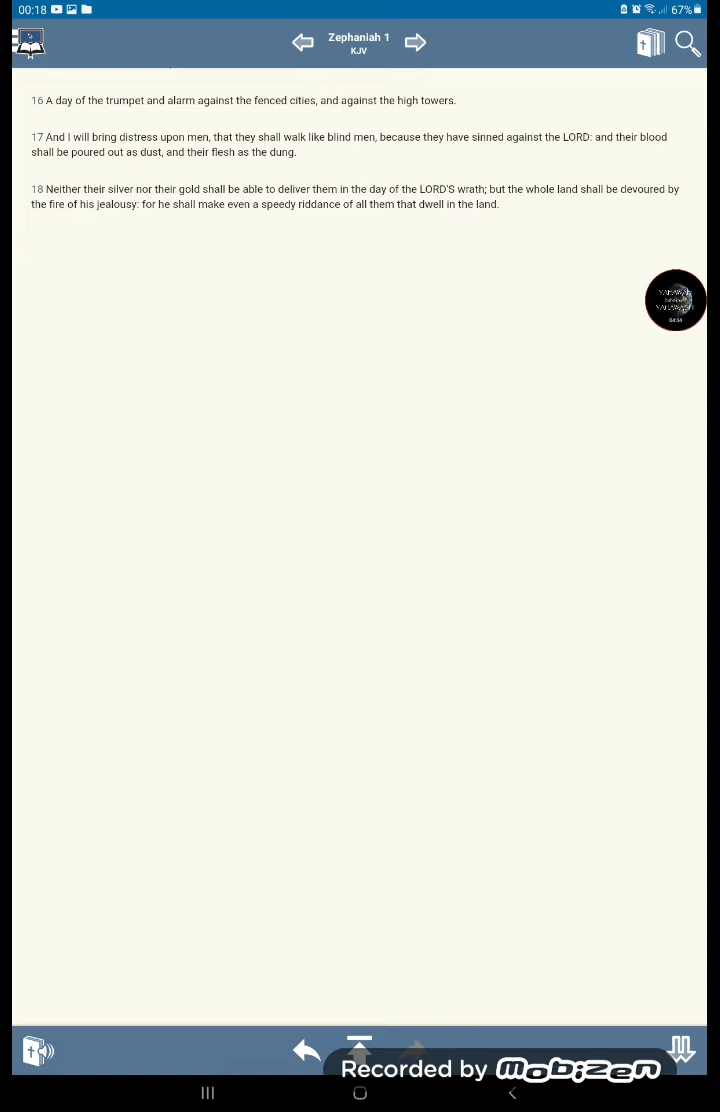 00:18
67%
Zephaniah 1
KJV
16 A day of the trumpet and alarm against the fenced cities, and against the high towers.
17 And I will bring distress upon men, that they shall walk like blind men, because they have sinned against the LORD: and their blood
shall be poured out as dust, and their flesh as the dung.
18 Neither their silver nor their gold shall be able to deliver them in the day of the LORD'S wrath; but the whole land shall be devoured by
the fire of his jealousy: for he shall make even a speedy riddance of all them that dwell in the land.
04:34
Recorded by mobizen